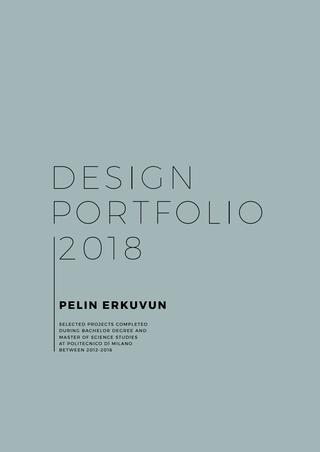 DESIGN
PORTFOLIO
2018
PELIN ERKUVUN
SELECTED PROJECTS COMPLETED
DURING BACHELOR DEGREE AND
MASTER OF SCIENCE STUDIES
AT POLITECNICO DI MILANO
BETWEEN 2012-2018